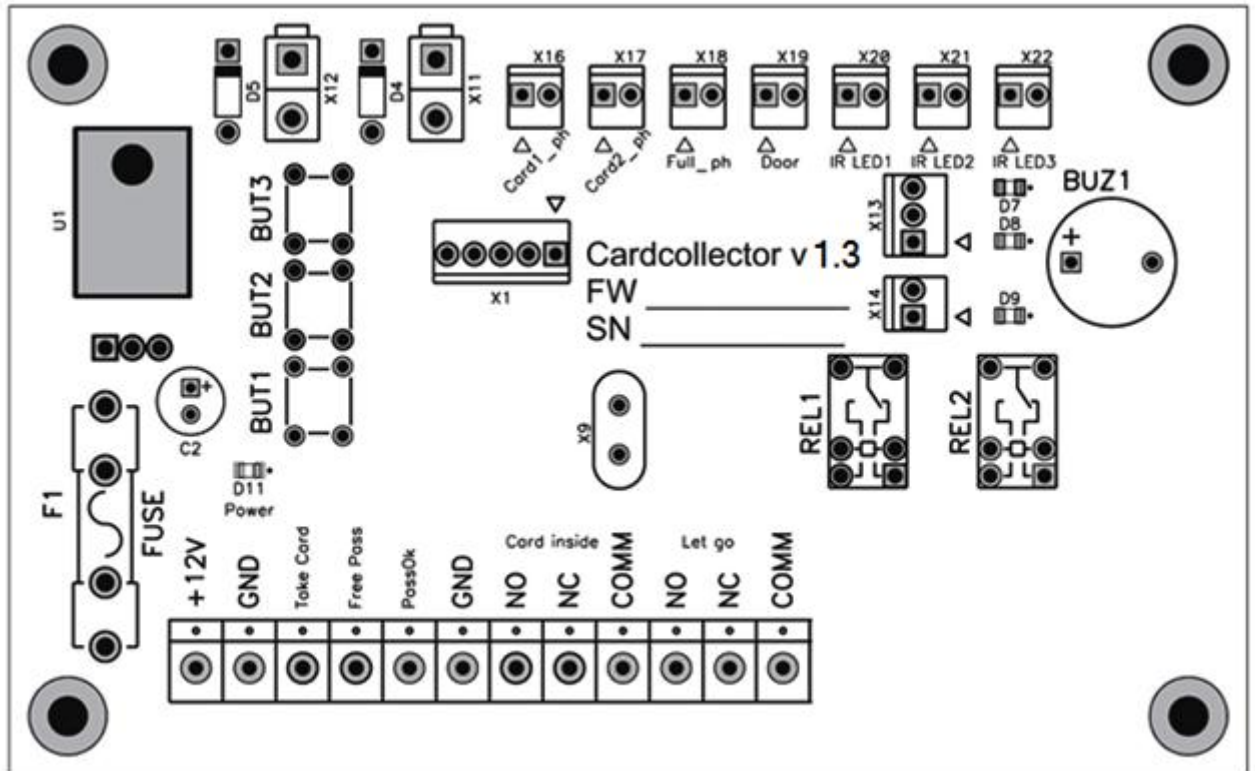 X16 X17 X18 X19 X20 X21 X22
D5 X12 D4 X11
Card1_ph Card2_ph Full_ph Door IR LED1 IR LED2 IR LED3
U1
BUT3
X13
D7
D8
BUZ1
+
X1
Cardcollector v 1.3
FW
SN
BUT2
X14
D9
BUT1
C2
+
X9
REL1
REL2
F1
FUSE
D11
Power
Card inside Let go
+12V GND Take Card Free Pass PassOk GND NO NC COMM NO NC COMM